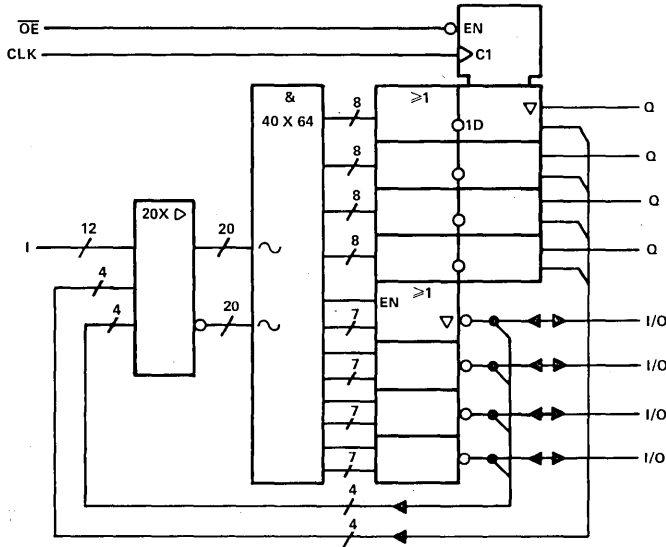 OE EN
CLK C1
& ≥1
40 X 64 8 ▽ Q
1D
8 Q
20X ▷ 8 Q
I 12 20 8 Q
4 EN ≥1
4 20 7 ▽ I/O
7 I/O
7 I/O
7 I/O
4
4